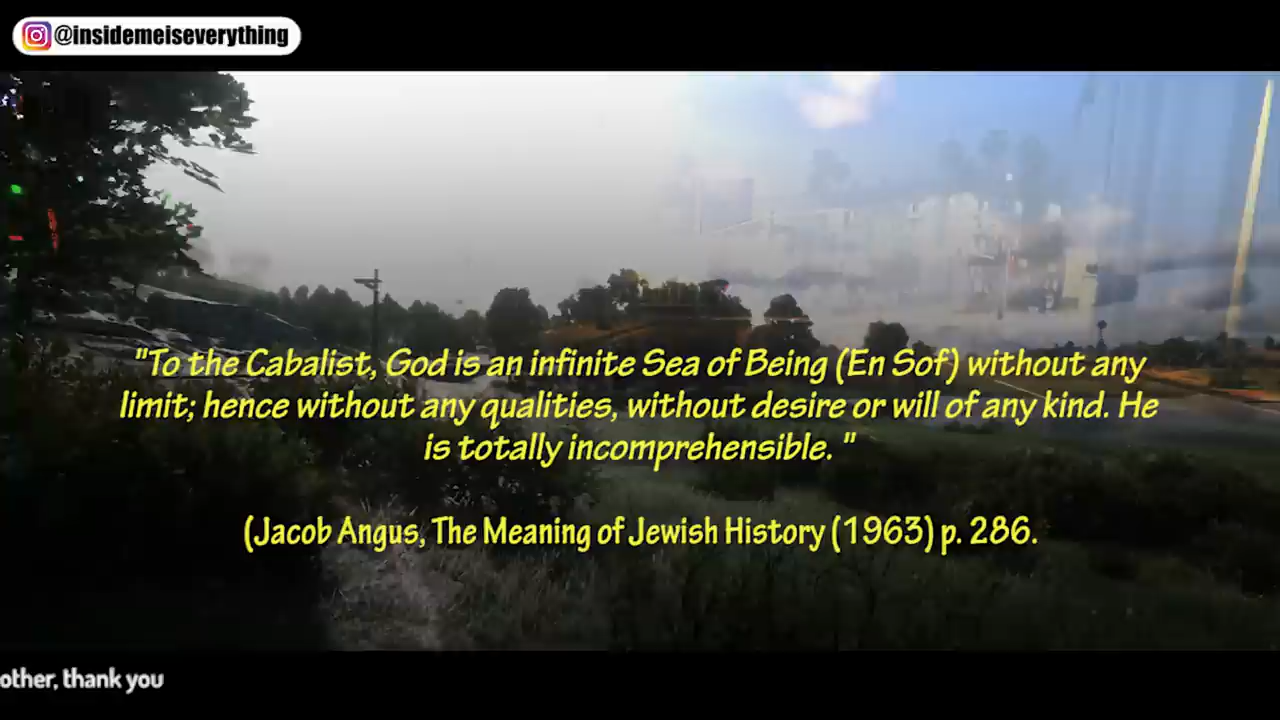 @insidemeiseverything
"To the Cabalist, God is an infinite Sea of Being (En Sof) without any
limit; hence without any qualities, without desire or will of any kind. He
is totally incomprehensible. "
(Jacob Angus, The Meaning of Jewish History (1963) p. 286.
other, thank you